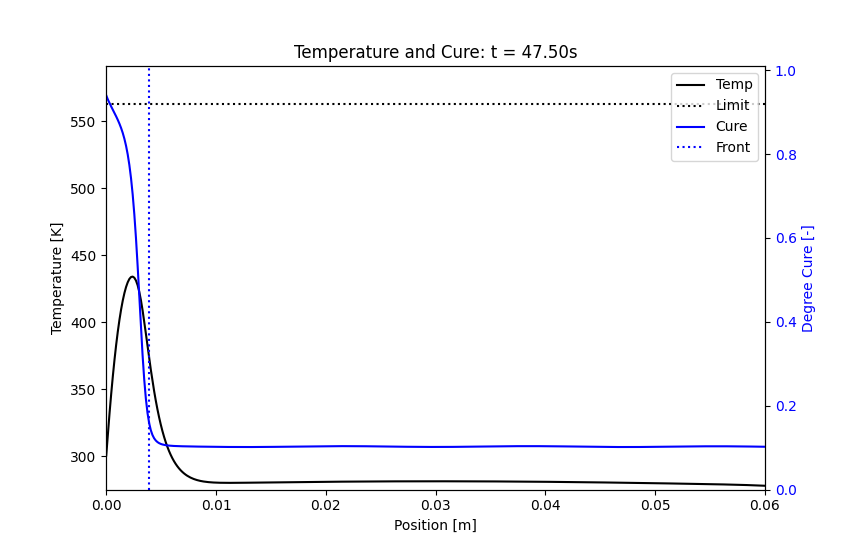 Temperature and Cure: t = 47.50s
Temp
Limit
Cure
Front
Temperature [K]
550
500
450
400
350
300
1.0
0.8
0.6
0.4
0.2
0.0
Degree Cure [-]
0.00
0.01
0.02
0.03
0.04
0.05
0.06
Position [m]